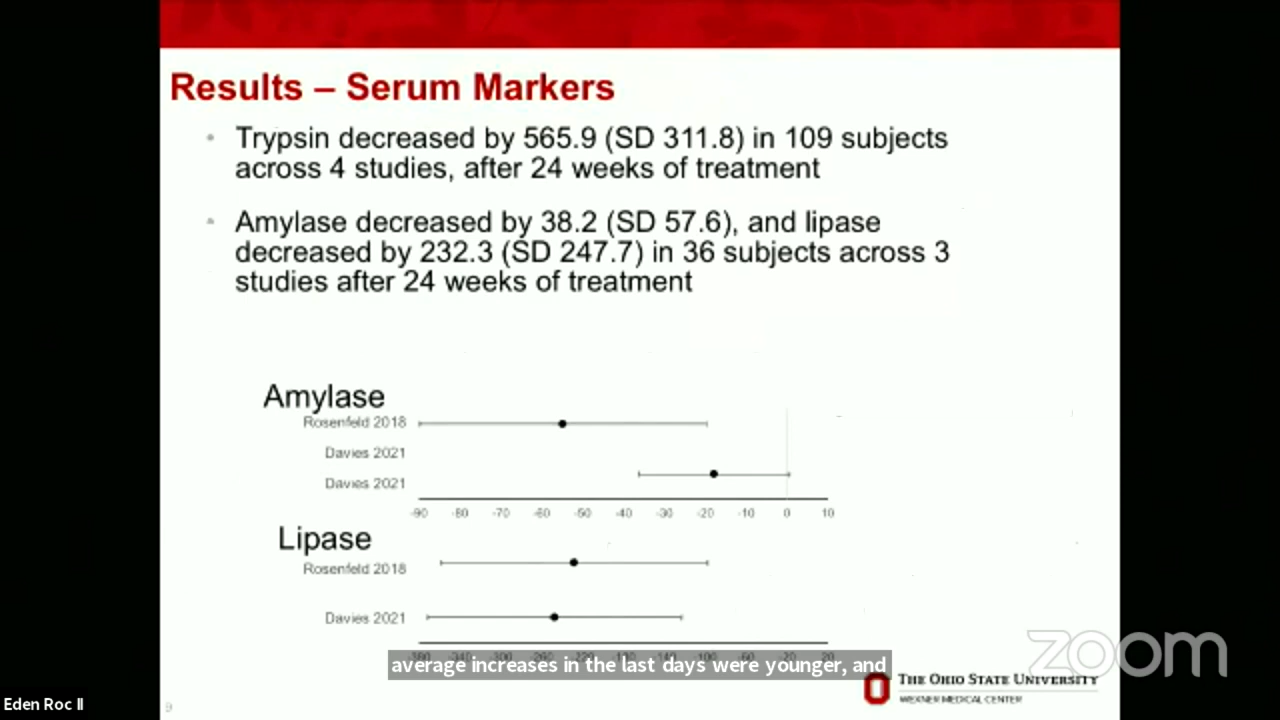 Results – Serum Markers
• Trypsin decreased by 565.9 (SD 311.8) in 109 subjects
across 4 studies, after 24 weeks of treatment
• Amylase decreased by 38.2 (SD 57.6), and lipase
decreased by 232.3 (SD 247.7) in 36 subjects across 3
studies after 24 weeks of treatment
Amylase
Rosenfeld 2018
Davies 2021
Davies 2021
-90 -80 -70 -60 -50 -40 -30 -20 -10 0 10
Lipase
Rosenfeld 2018
Davies 2021
average increases in the last days were younger, and
zoom
THE OHIO STATE UNIVERSITY
WEXNER MEDICAL CENTER
Eden Roc II
9